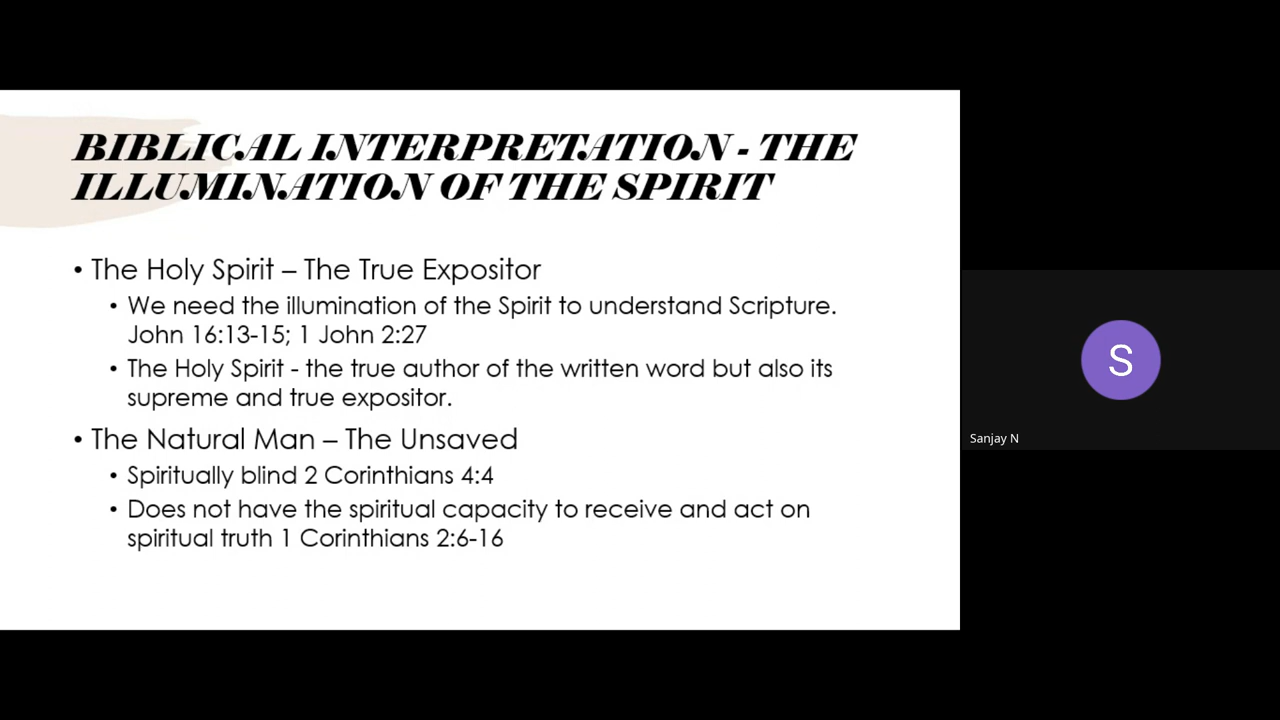 BIBLICAL INTERPRETATION - THE
ILLUMINATION OF THE SPIRIT
• The Holy Spirit – The True Expositor
• We need the illumination of the Spirit to understand Scripture.
John 16:13-15; 1 John 2:27
• The Holy Spirit - the true author of the written word but also its
supreme and true expositor.
• The Natural Man – The Unsaved
• Spiritually blind 2 Corinthians 4:4
• Does not have the spiritual capacity to receive and act on
spiritual truth 1 Corinthians 2:6-16
S
Sanjay N